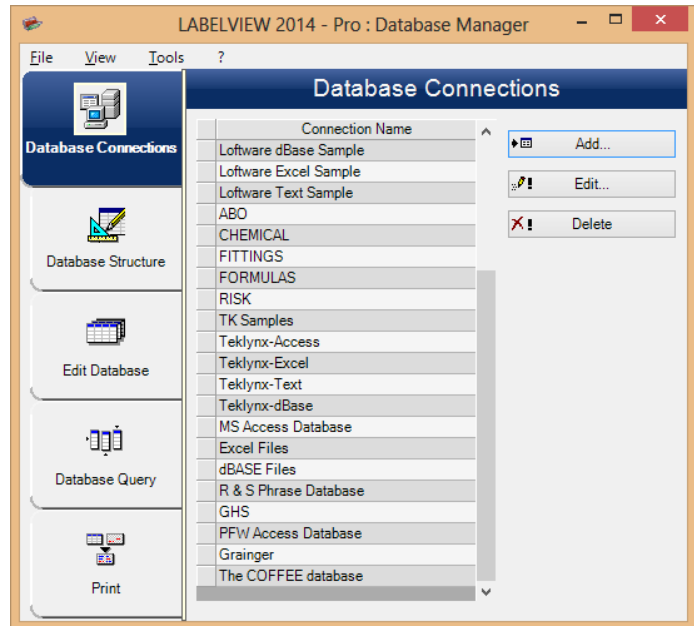 LABELVIEW 2014 - Pro : Database Manager
File View Tools ?
Database Connections
Database Structure
Edit Database
Database Query
Print
Database Connections
Connection Name
Loftware dBase Sample
Loftware Excel Sample
Loftware Text Sample
ABO
CHEMICAL
FITTINGS
FORMULAS
RISK
TK Samples
Teklynx-Access
Teklynx-Excel
Teklynx-Text
Teklynx-dBase
MS Access Database
Excel Files
dBASE Files
R & S Phrase Database
GHS
PFW Access Database
Grainger
The COFFEE database
Add...
Edit...
Delete